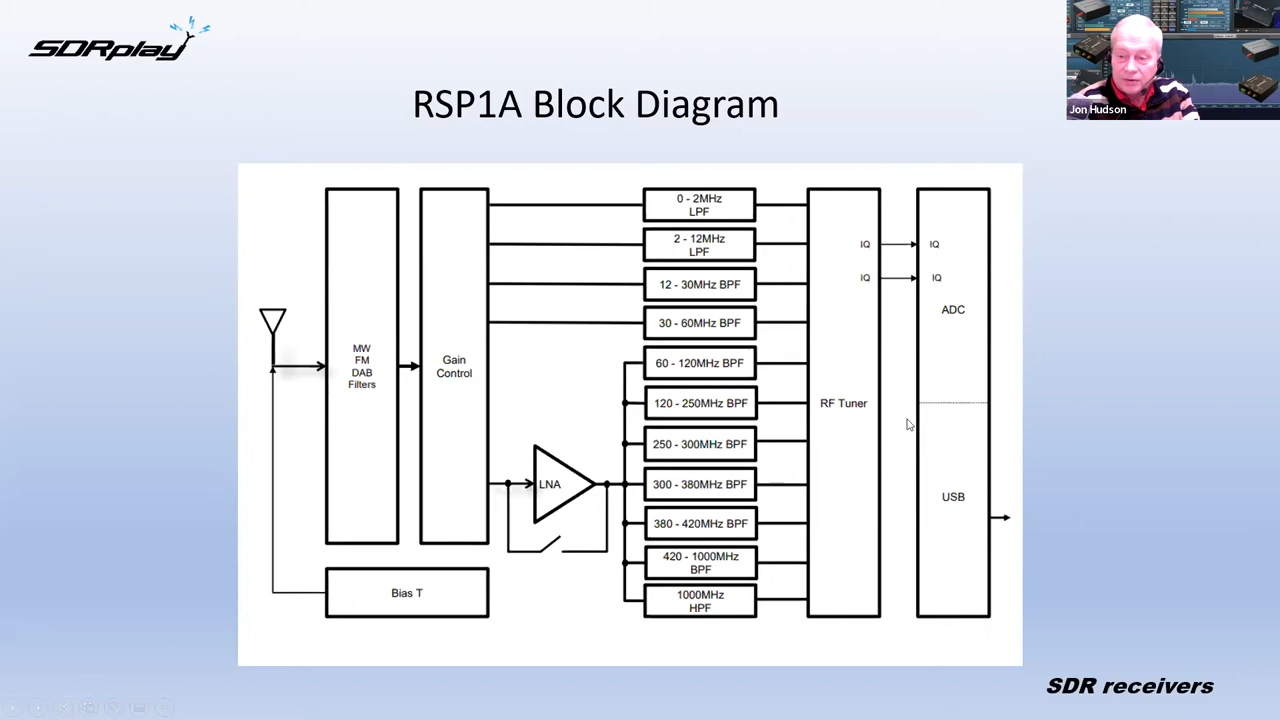 SDRplay
Jon Hudson
RSP1A Block Diagram
MW
FM
DAB
Filters
Gain
Control
Bias T
LNA
0 - 2MHz
LPF
2 - 12MHz
LPF
12 - 30MHz BPF
30 - 60MHz BPF
60 - 120MHz BPF
120 - 250MHz BPF
250 - 300MHz BPF
300 - 380MHz BPF
380 - 420MHz BPF
420 - 1000MHz
BPF
1000MHz
HPF
RF Tuner
IQ
IQ
IQ
IQ
ADC
USB
SDR receivers